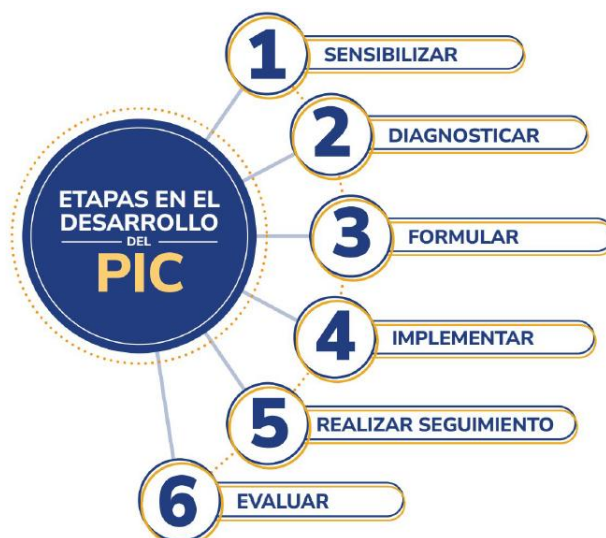 ETAPAS EN EL
DESARROLLO
DEL
PIC
1 SENSIBILIZAR
2 DIAGNOSTICAR
3 FORMULAR
4 IMPLEMENTAR
5 REALIZAR SEGUIMIENTO
6 EVALUAR